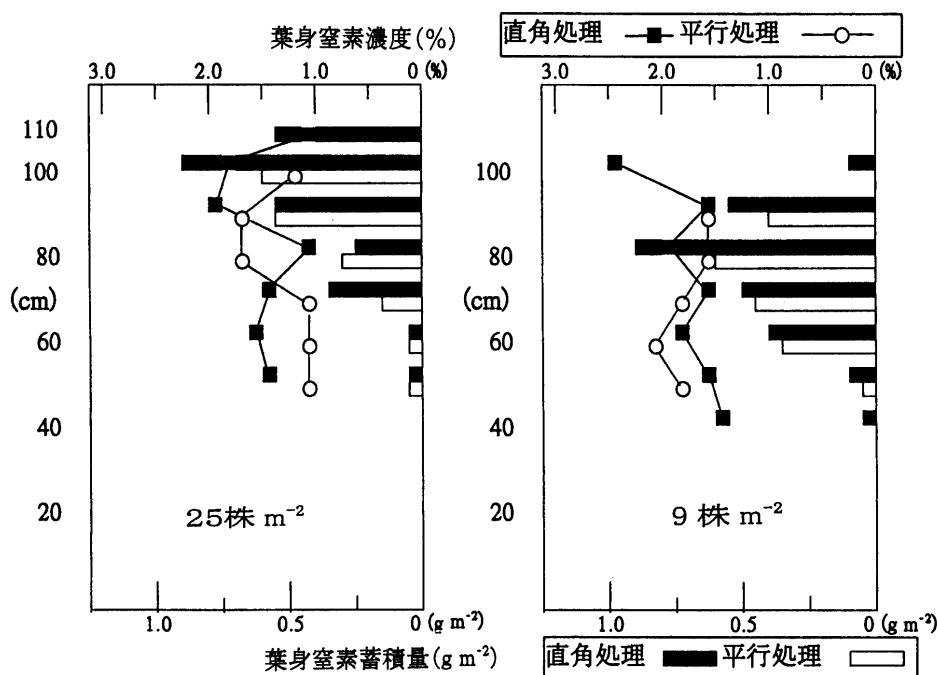 葉身窒素濃度(%)
直角処理 平行処理
3.0 2.0 1.0 0 (%)
3.0 2.0 1.0 0 (%)
110
100
80
(cm)
60
40
20
100
80
(cm)
60
40
20
25株 m⁻²
9 株 m⁻²
1.0 0.5 0 (g m⁻²)
1.0 0.5 0 (g m⁻²)
葉身窒素蓄積量(g m⁻²)
直角処理 平行処理